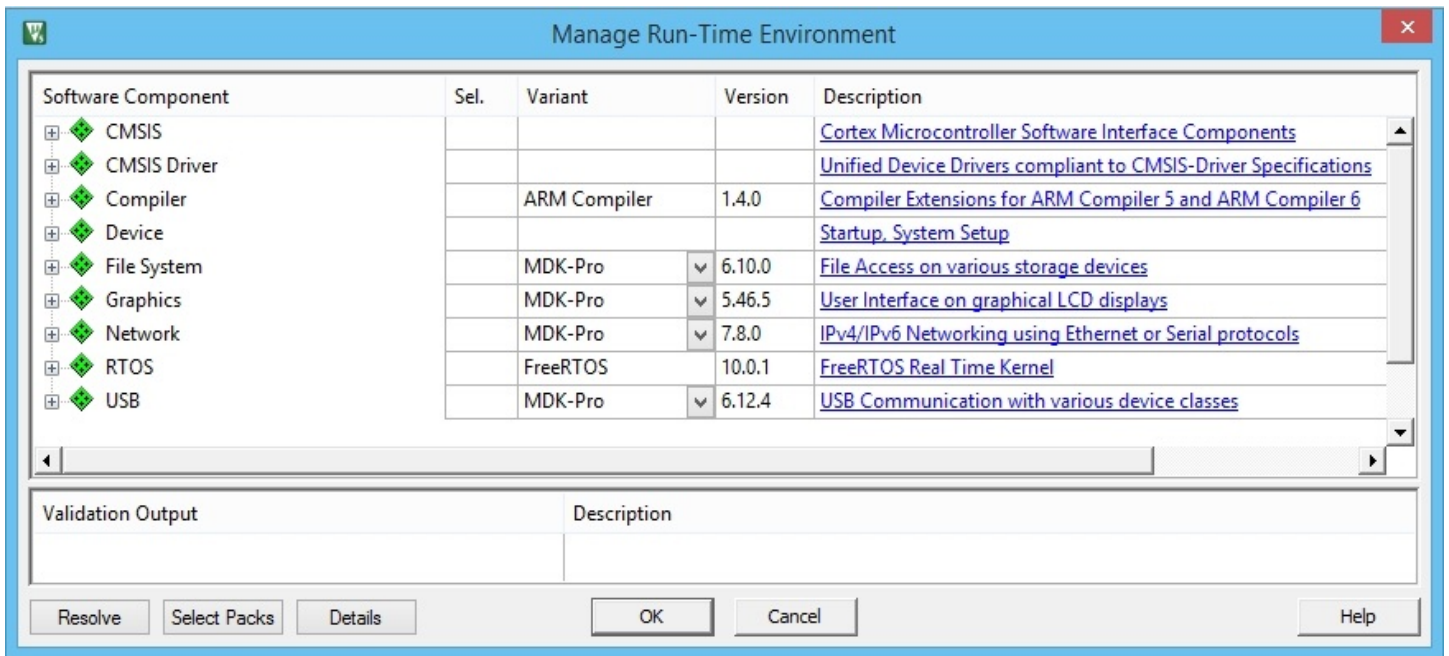 Manage Run-Time Environment
Software Component Sel. Variant Version Description
CMSIS Cortex Microcontroller Software Interface Components
CMSIS Driver Unified Device Drivers compliant to CMSIS-Driver Specifications
Compiler ARM Compiler 1.4.0 Compiler Extensions for ARM Compiler 5 and ARM Compiler 6
Device Startup, System Setup
File System MDK-Pro 6.10.0 File Access on various storage devices
Graphics MDK-Pro 5.46.5 User Interface on graphical LCD displays
Network MDK-Pro 7.8.0 IPv4/IPv6 Networking using Ethernet or Serial protocols
RTOS FreeRTOS 10.0.1 FreeRTOS Real Time Kernel
USB MDK-Pro 6.12.4 USB Communication with various device classes
Validation Output Description
Resolve Select Packs Details OK Cancel Help